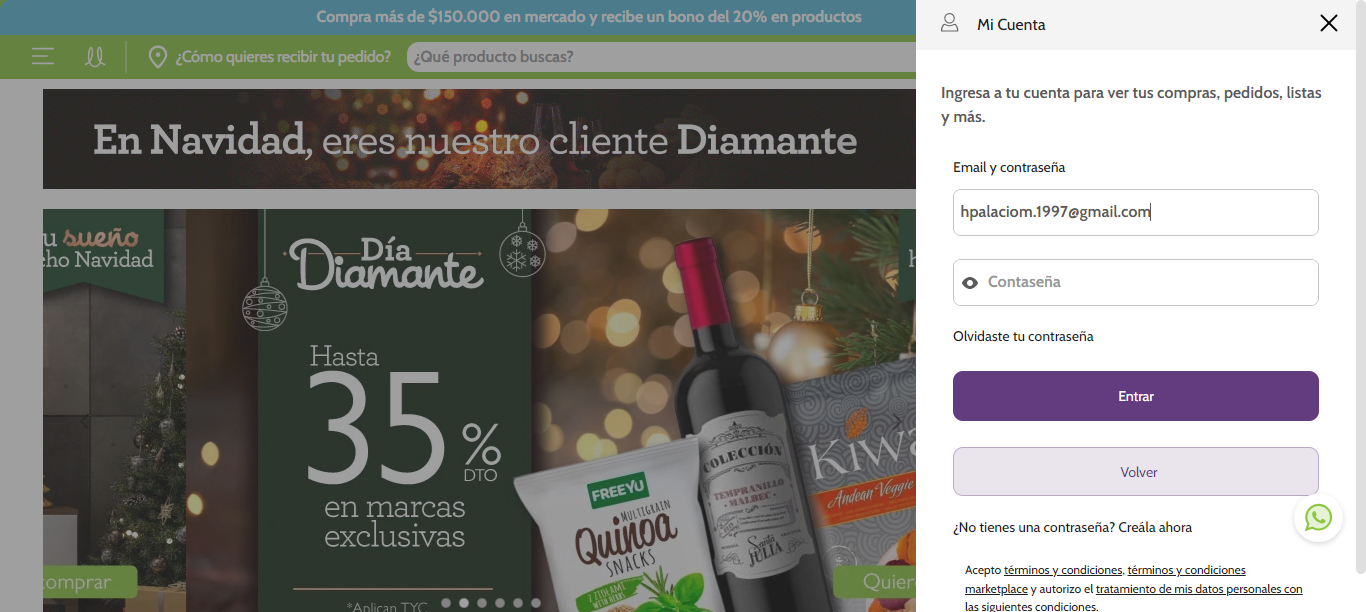 Compra más de $150.000 en mercado y recibe un bono del 20% en productos
¿Cómo quieres recibir tu pedido?
¿Qué producto buscas?
En Navidad, eres nuestro cliente Diamante
sueño
Navidad
Día
Diamante
Hasta
35%
DTO
en marcas
exclusivas
*Aplican TYC
FREEYU
MULTIGRAIN
Quinoa
SNACKS
COLECCIÓN
TEMPRANILLO
MALBEC
Santa
JULIA
Andean Veggie
Mi Cuenta
Ingresa a tu cuenta para ver tus compras, pedidos, listas
y más.
Email y contraseña
hpalaciom.1997@gmail.com
Contaseña
Olvidaste tu contraseña
Entrar
Volver
¿No tienes una contraseña? Creála ahora
Acepto términos y condiciones, términos y condiciones
marketplace y autorizo el tratamiento de mis datos personales con
las siguientes condiciones.